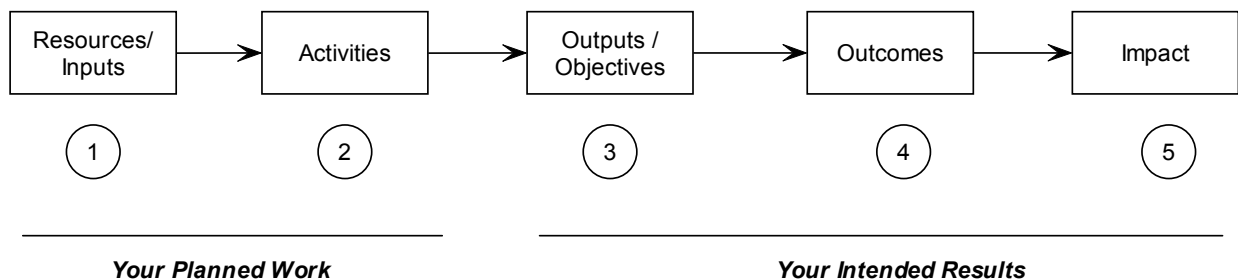 Resources/
Inputs
Activities
Outputs /
Objectives
Outcomes
Impact
1
2
3
4
5
Your Planned Work
Your Intended Results